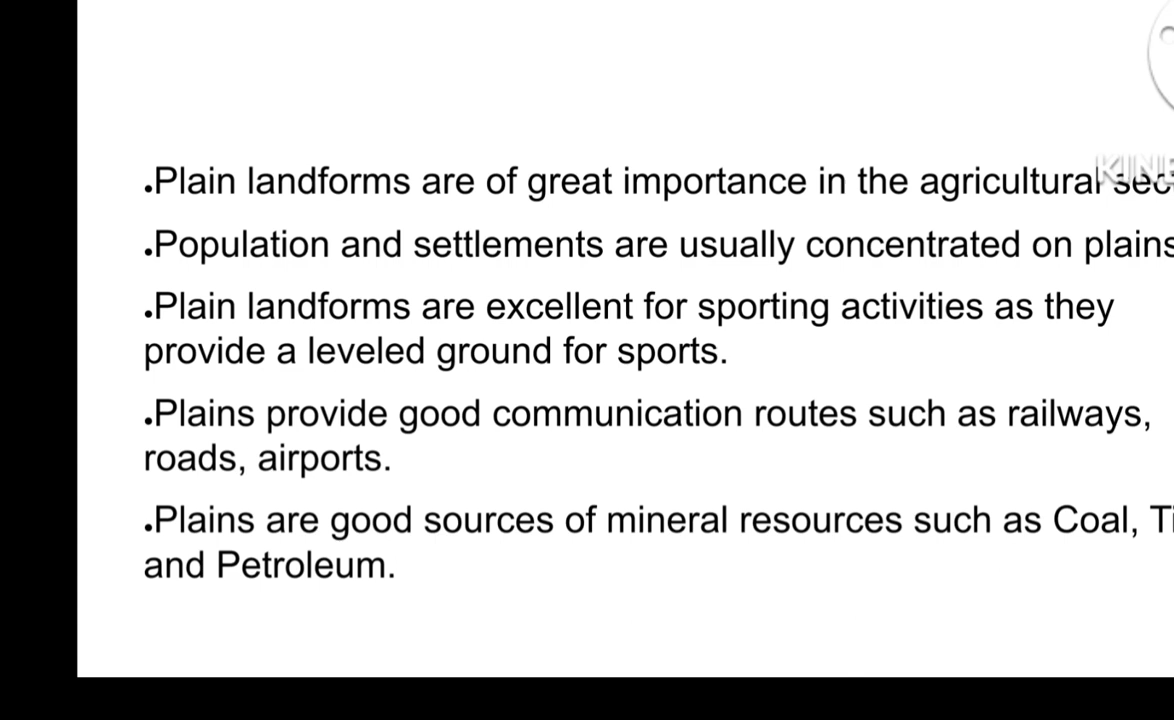 .Plain landforms are of great importance in the agricultural
.Population and settlements are usually concentrated on plains
.Plain landforms are excellent for sporting activities as they
provide a leveled ground for sports.
.Plains provide good communication routes such as railways,
roads, airports.
.Plains are good sources of mineral resources such as Coal,
and Petroleum.